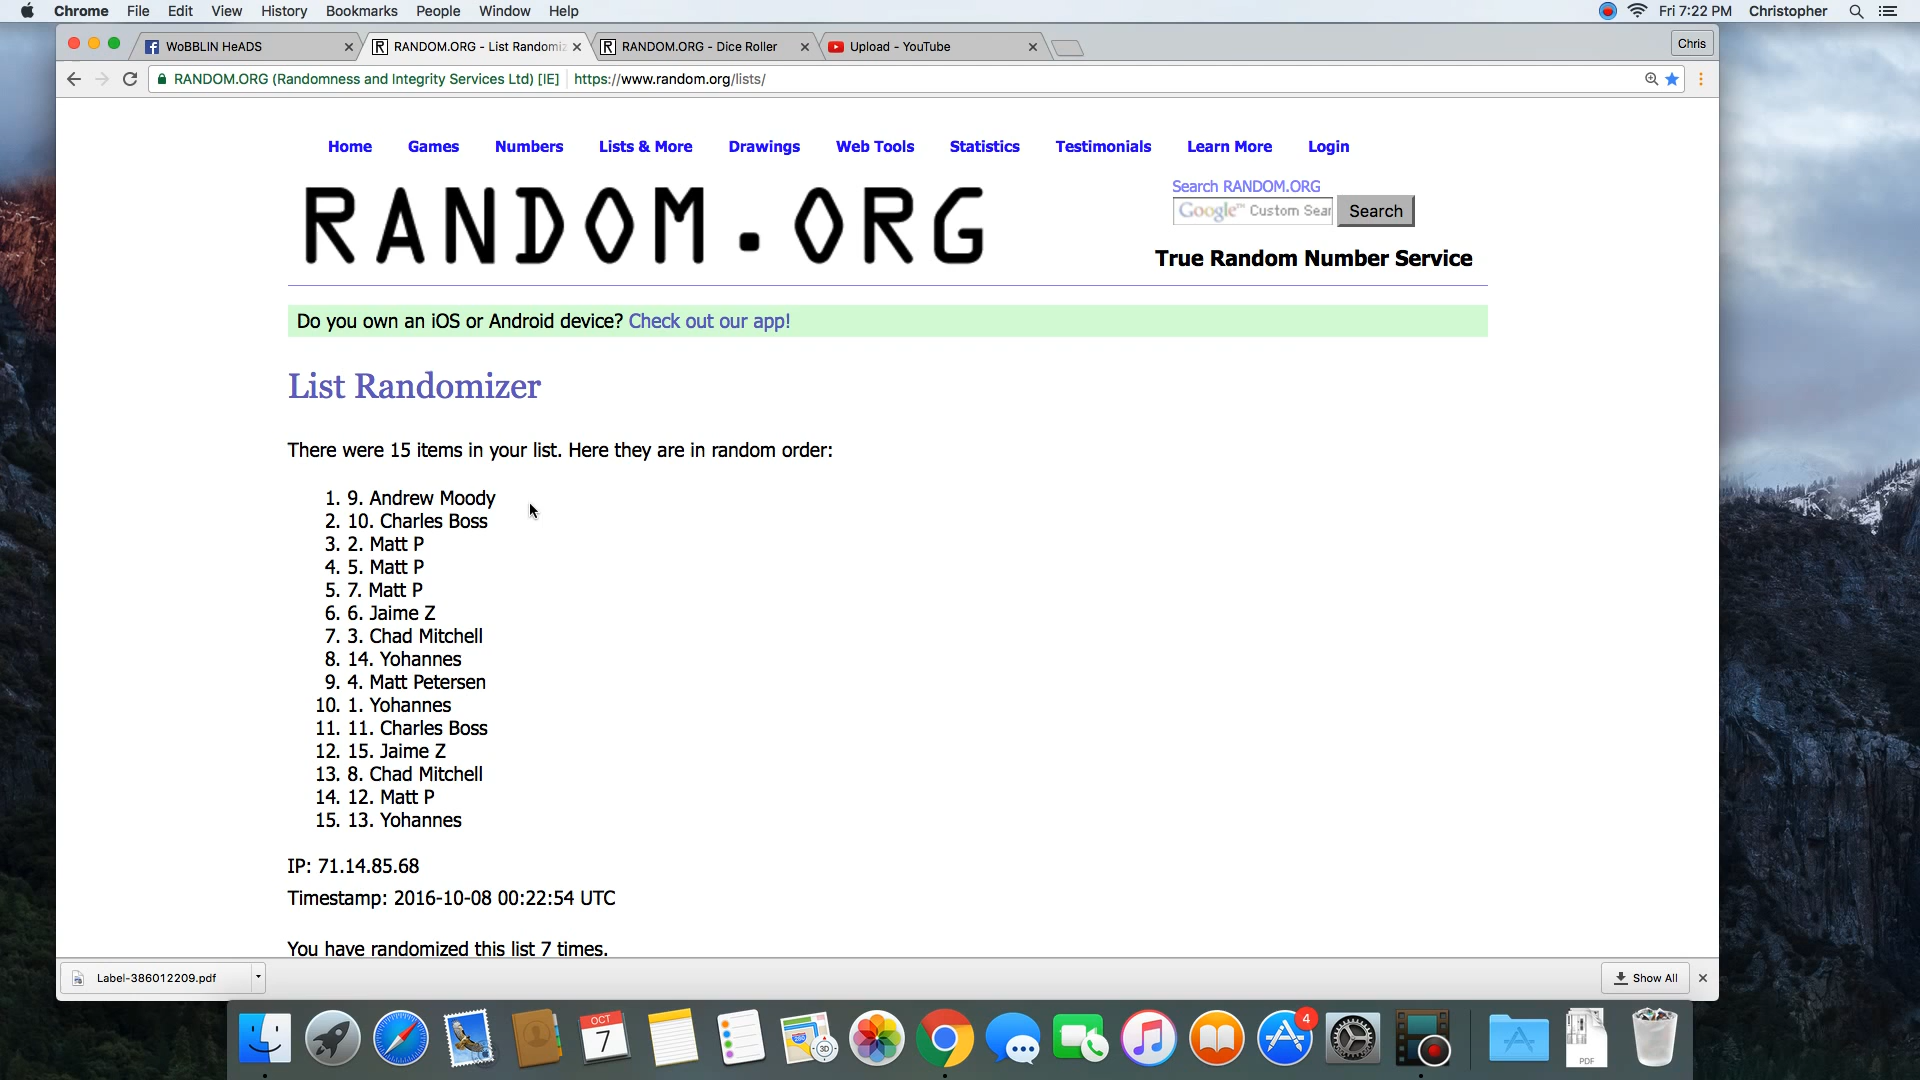 Chrome File Edit View History Bookmarks People Window Help Fri 7:22 PM Christopher
WoBBLIN HeADS RANDOM.ORG - List Randomiz RANDOM.ORG - Dice Roller Upload - YouTube Chris
RANDOM.ORG (Randomness and Integrity Services Ltd) [IE] https://www.random.org/lists/
Home Games Numbers Lists & More Drawings Web Tools Statistics Testimonials Learn More Login
RANDOM.ORG
Search RANDOM.ORG
Google™ Custom Sear Search
True Random Number Service
Do you own an iOS or Android device? Check out our app!
List Randomizer
There were 15 items in your list. Here they are in random order:
1. 9. Andrew Moody
2. 10. Charles Boss
3. 2. Matt P
4. 5. Matt P
5. 7. Matt P
6. 6. Jaime Z
7. 3. Chad Mitchell
8. 14. Yohannes
9. 4. Matt Petersen
10. 1. Yohannes
11. 11. Charles Boss
12. 15. Jaime Z
13. 8. Chad Mitchell
14. 12. Matt P
15. 13. Yohannes
IP: 71.14.85.68
Timestamp: 2016-10-08 00:22:54 UTC
You have randomized this list 7 times.
Label-386012209.pdf Show All
OCT
7
3D
4
PDF